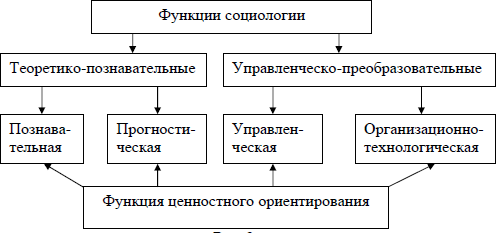 Функции социологии
Теоретико-познавательные
Управленческо-преобразовательные
Познава-
тельная
Прогности-
ческая
Управлен-
ческая
Организационно-
технологическая
Функция ценностного ориентирования